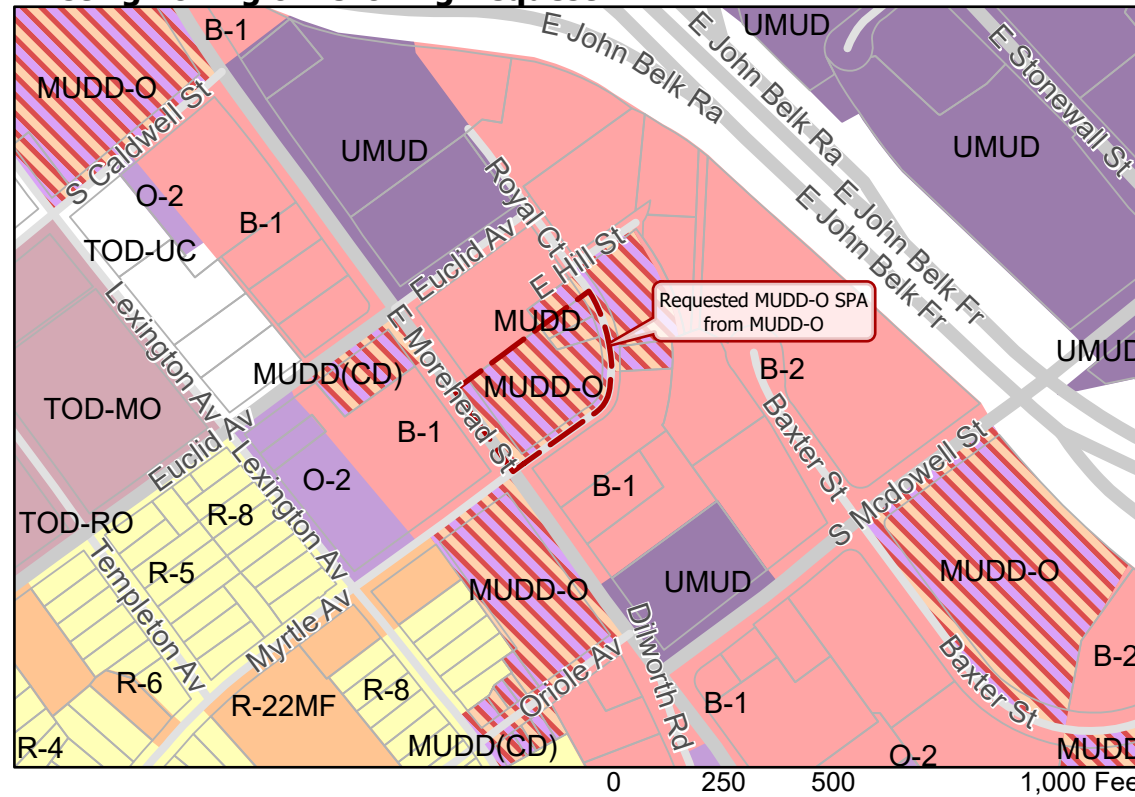 B-1
UMUD
MUDD-O
E John Belk Ra
E John Belk Ra
E Stonewall St
S Caldwell St
UMUD
UMUD
O-2
B-1
Royal Ct
E John Belk Fr
E John Belk Fr
TOD-UC
Euclid Av
E Hill St
Requested MUDD-O SPA
from MUDD-O
Lexington Av
E Morehead St
MUDD
UMUD
MUDD(CD)
MUDD-O
B-2
TOD-MO
B-1
Baxter St
Euclid Av
Lexington Av
O-2
B-1
S Mcdowell St
TOD-RO
R-8
R-5
UMUD
MUDD-O
MUDD-O
Templeton Av
Myrtle Av
Dilworth Rd
Oriole Av
Baxter St
B-2
R-6
R-8
R-22MF
B-1
R-4
MUDD(CD)
O-2
MUDD
0 250 500 1,000 Fee